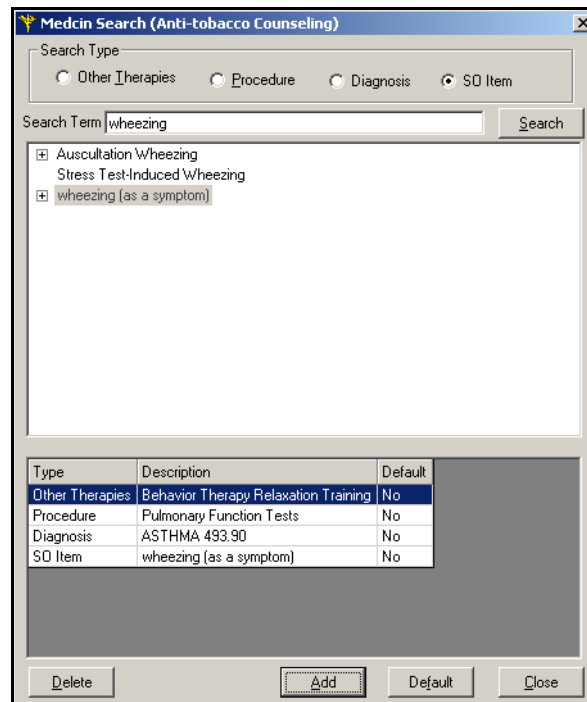 Medcin Search (Anti-tobacco Counseling)
Search Type
Other Therapies Procedure Diagnosis SO Item
Search Term wheezing Search
Auscultation Wheezing
Stress Test-Induced Wheezing
wheezing (as a symptom)
Type Description Default
Other Therapies Behavior Therapy Relaxation Training No
Procedure Pulmonary Function Tests No
Diagnosis ASTHMA 493.90 No
SO Item wheezing (as a symptom) No
Delete Add Default Close